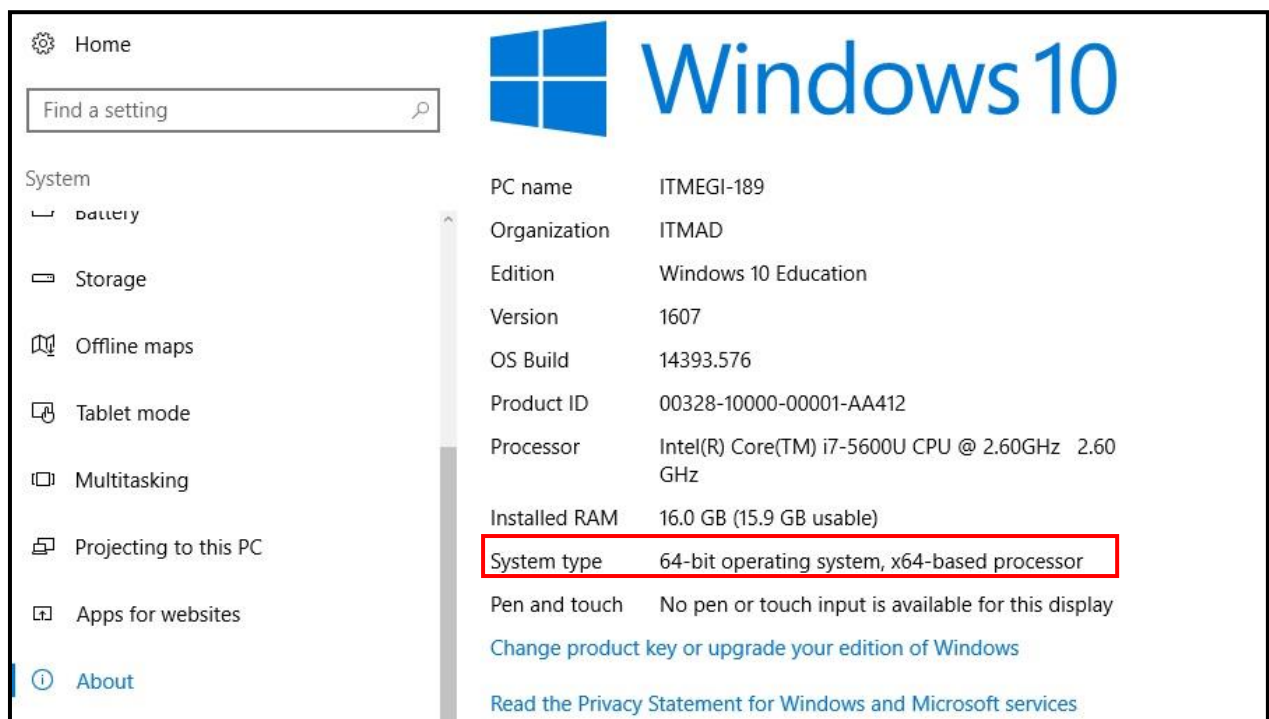 Home
Find a setting
System
Battery
Storage
Offline maps
Tablet mode
Multitasking
Projecting to this PC
Apps for websites
About
Windows 10
PC name ITMEGI-189
Organization ITMAD
Edition Windows 10 Education
Version 1607
OS Build 14393.576
Product ID 00328-10000-00001-AA412
Processor Intel(R) Core(TM) i7-5600U CPU @ 2.60GHz 2.60
GHz
Installed RAM 16.0 GB (15.9 GB usable)
System type 64-bit operating system, x64-based processor
Pen and touch No pen or touch input is available for this display
Change product key or upgrade your edition of Windows
Read the Privacy Statement for Windows and Microsoft services